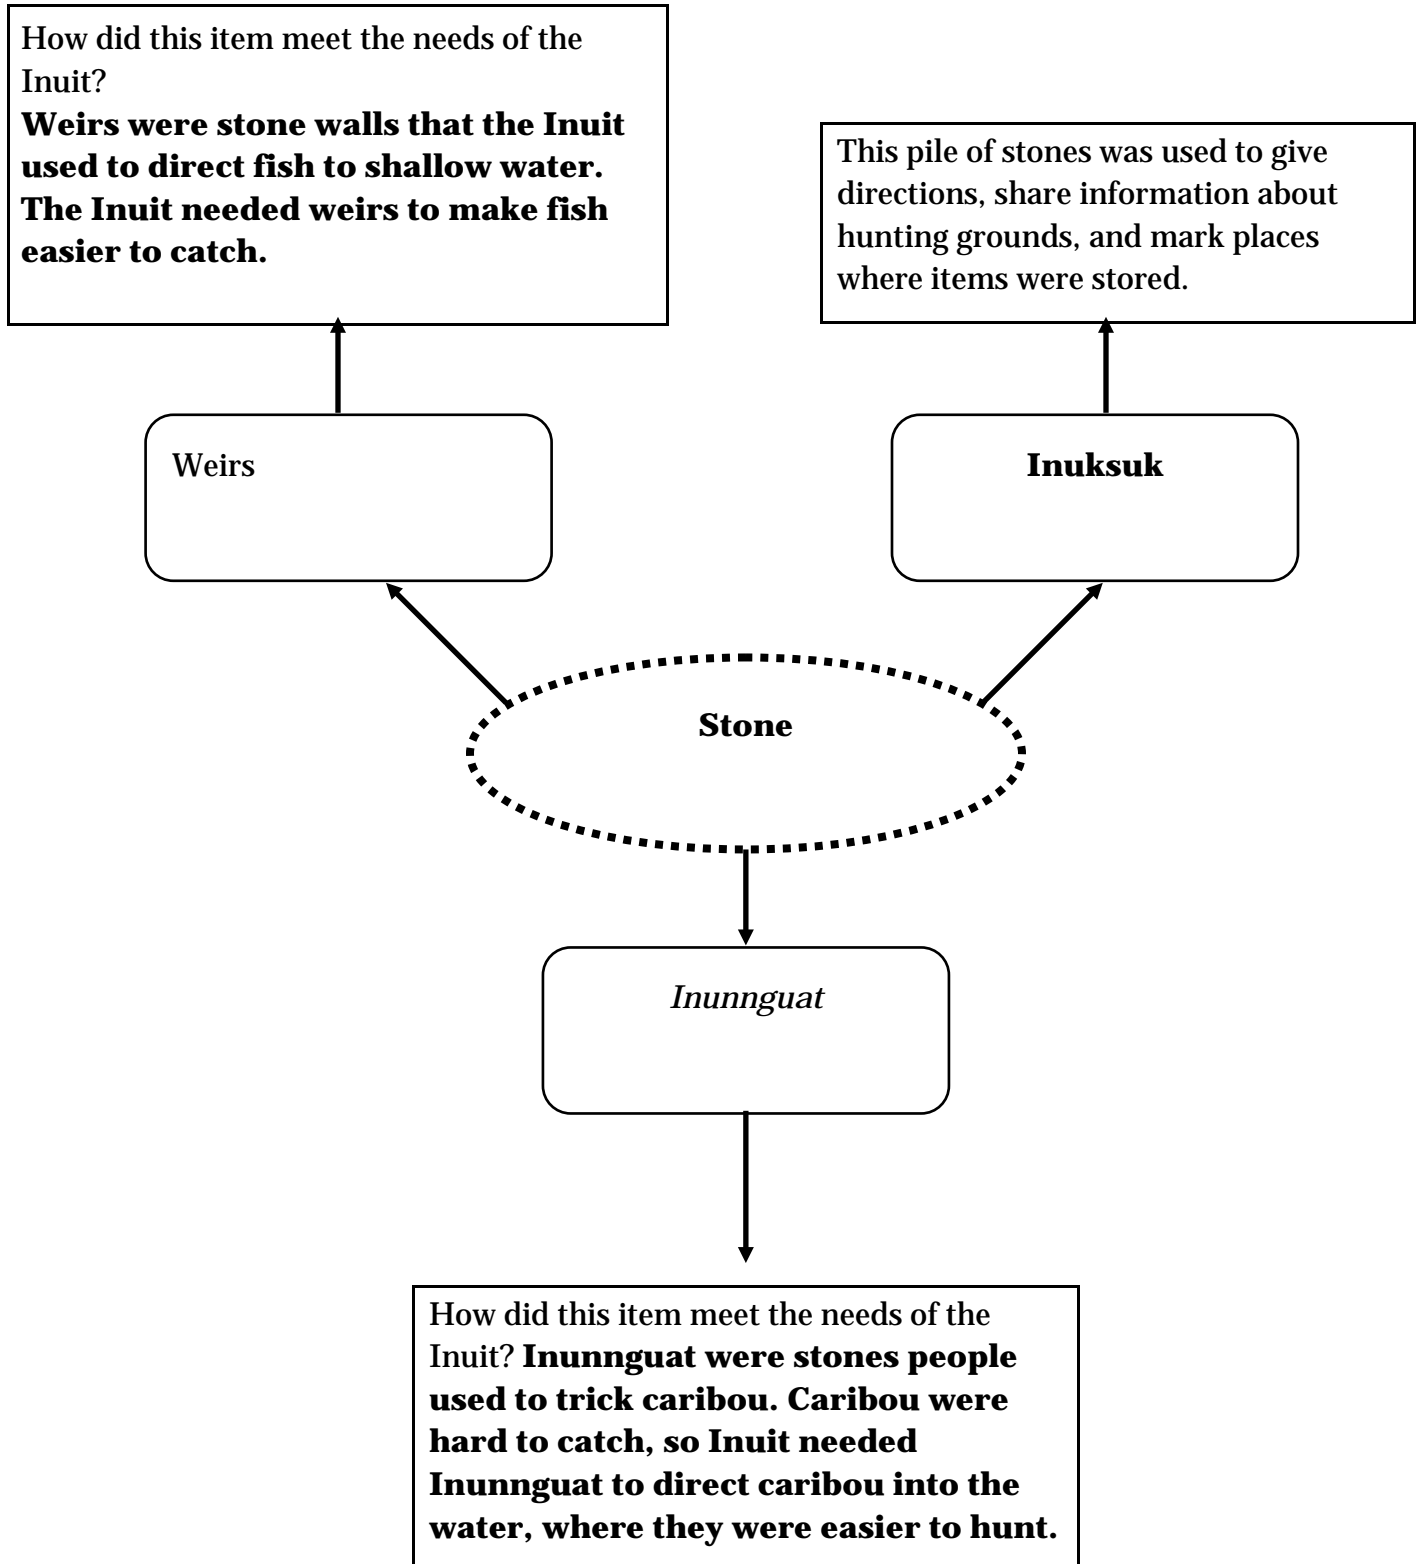 How did this item meet the needs of the
Inuit?
Weirs were stone walls that the Inuit
used to direct fish to shallow water.
The Inuit needed weirs to make fish
easier to catch.
This pile of stones was used to give
directions, share information about
hunting grounds, and mark places
where items were stored.
Weirs
Inuksuk
Stone
Inunnguat
How did this item meet the needs of the
Inuit? Inunnguat were stones people
used to trick caribou. Caribou were
hard to catch, so Inuit needed
Inunnguat to direct caribou into the
water, where they were easier to hunt.